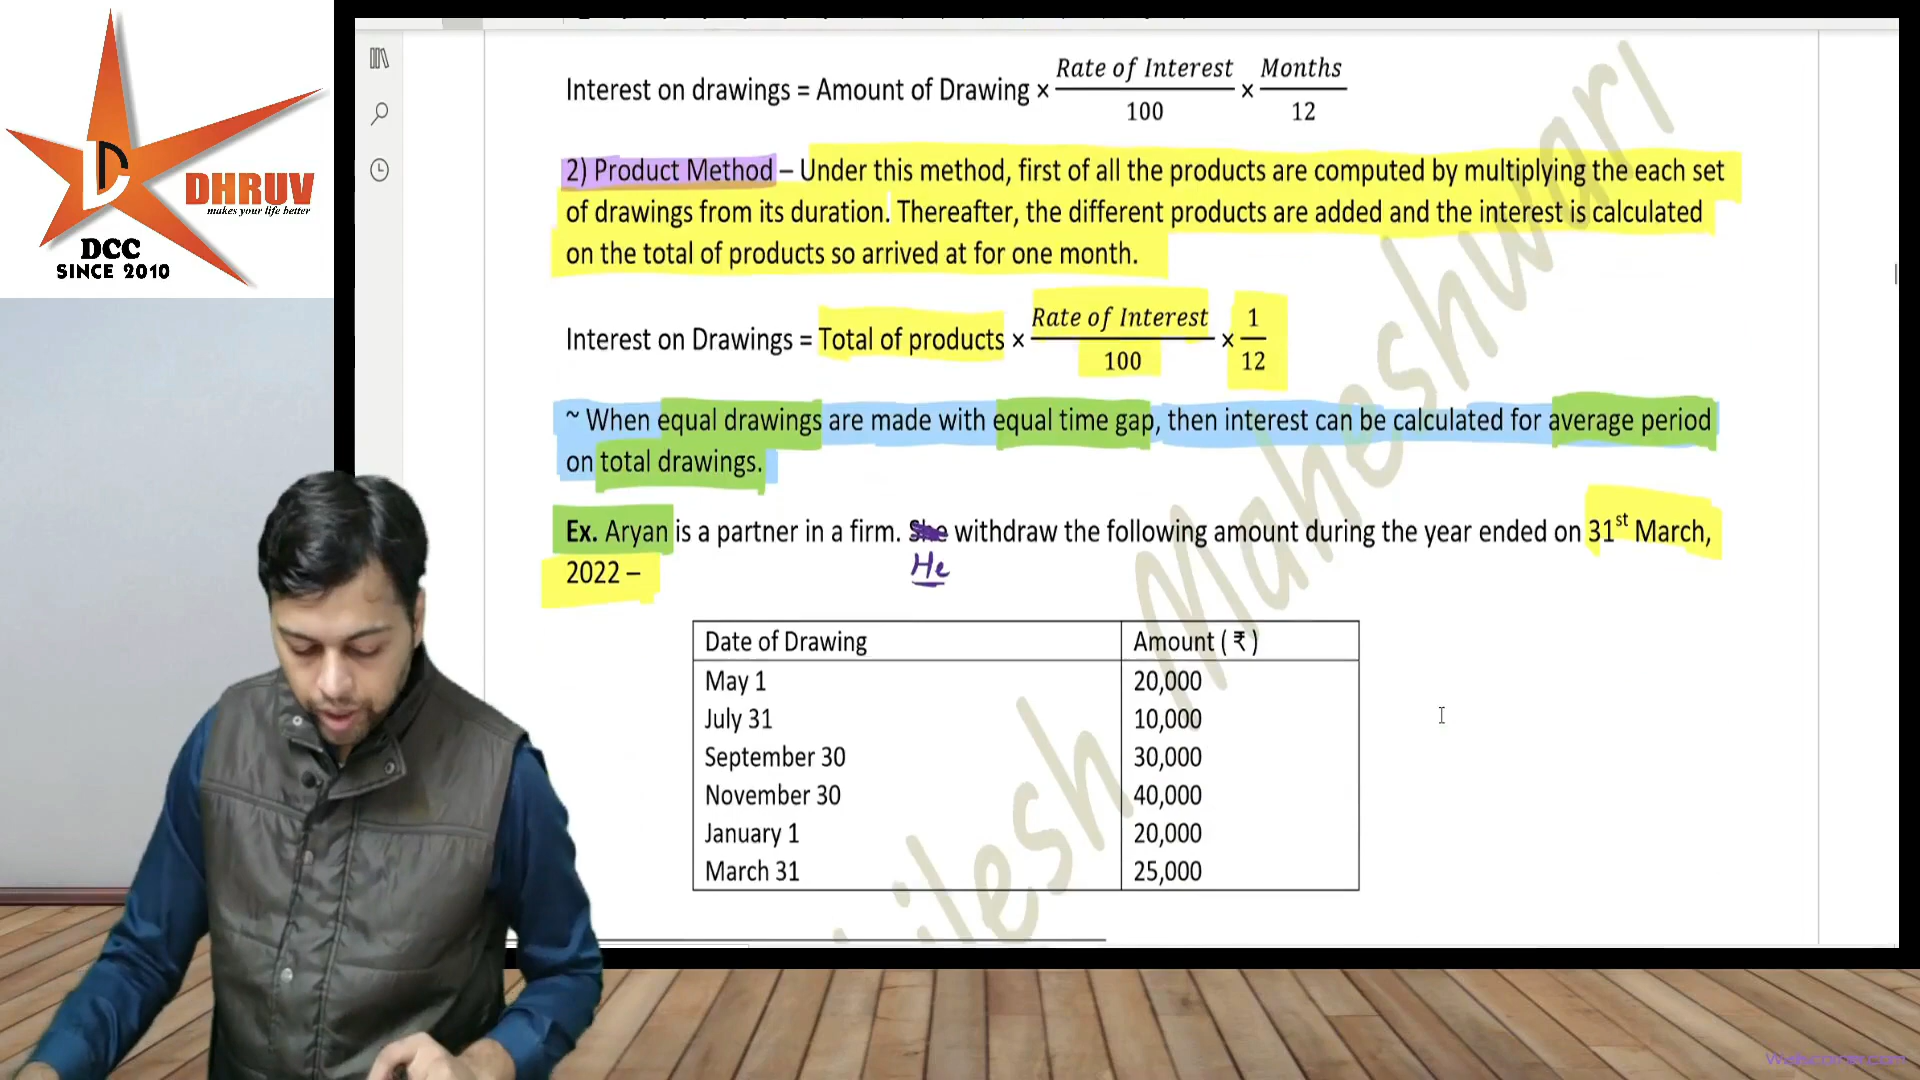 DHRUV
makes your life better
DCC
SINCE 2010
Interest on drawings = Amount of Drawing × Rate of Interest / 100 × Months / 12
2) Product Method – Under this method, first of all the products are computed by multiplying the each set
of drawings from its duration. Thereafter, the different products are added and the interest is calculated
on the total of products so arrived at for one month.
Interest on Drawings = Total of products × Rate of Interest / 100 × 1 / 12
~ When equal drawings are made with equal time gap, then interest can be calculated for average period
on total drawings.
Ex. Aryan is a partner in a firm. She withdraw the following amount during the year ended on 31st March,
He
2022 –
Date of Drawing Amount ( ₹ )
May 1 20,000
July 31 10,000
September 30 30,000
November 30 40,000
January 1 20,000
March 31 25,000
Maheshwari